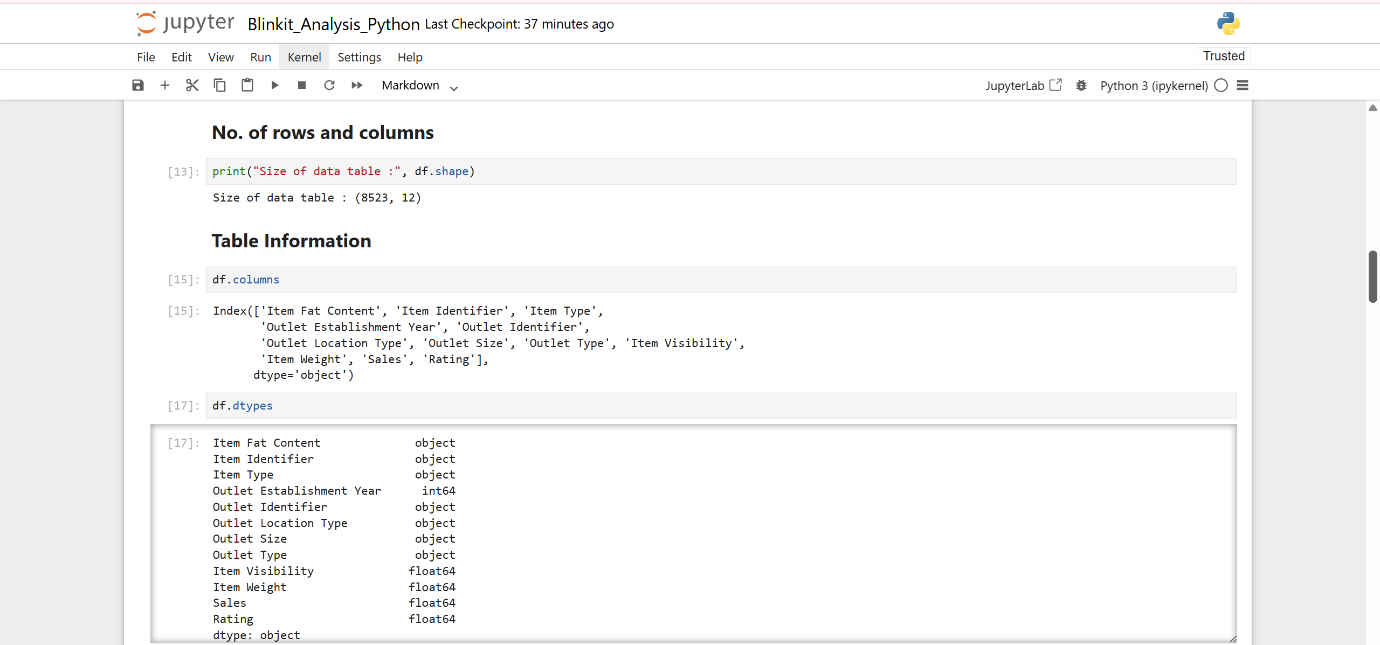 jupyter Blinkit_Analysis_Python Last Checkpoint: 37 minutes ago
File Edit View Run Kernel Settings Help
Trusted
Markdown
JupyterLab
Python 3 (ipykernel)
No. of rows and columns
[13]: print("Size of data table :", df.shape)
Size of data table : (8523, 12)
Table Information
[15]: df.columns
[15]: Index(['Item Fat Content', 'Item Identifier', 'Item Type',
'Outlet Establishment Year', 'Outlet Identifier',
'Outlet Location Type', 'Outlet Size', 'Outlet Type', 'Item Visibility',
'Item Weight', 'Sales', 'Rating'],
dtype='object')
[17]: df.dtypes
[17]: Item Fat Content object
Item Identifier object
Item Type object
Outlet Establishment Year int64
Outlet Identifier object
Outlet Location Type object
Outlet Size object
Outlet Type object
Item Visibility float64
Item Weight float64
Sales float64
Rating float64
dtype: object